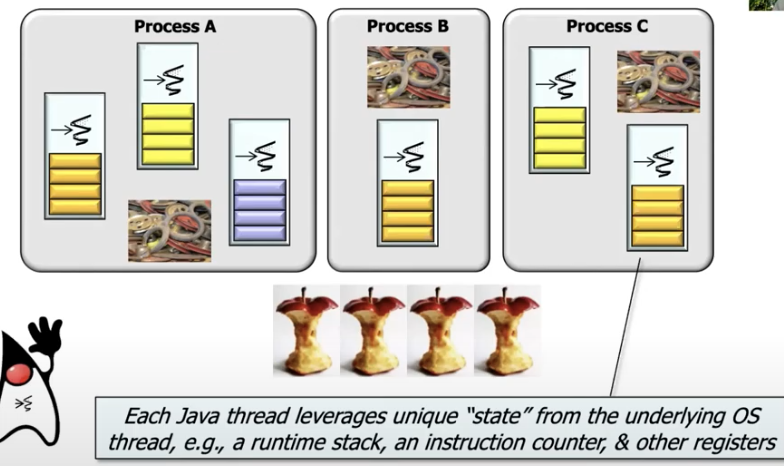 Process A
Process B
Process C
Each Java thread leverages unique “state” from the underlying OS
thread, e.g., a runtime stack, an instruction counter, & other registers